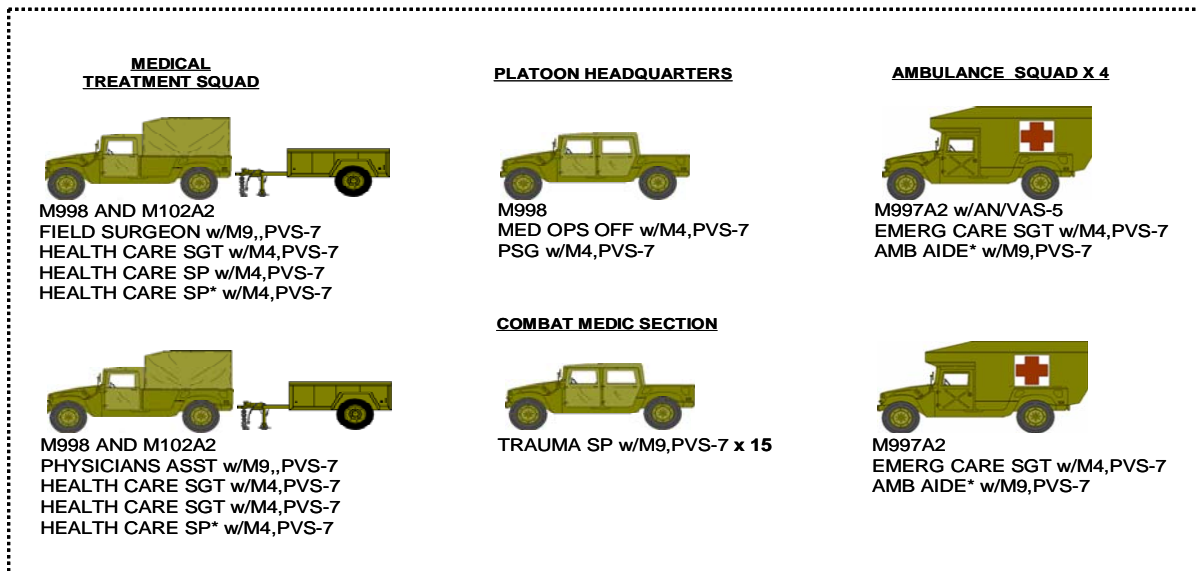 MEDICAL
TREATMENT SQUAD
M998 AND M102A2
FIELD SURGEON w/M9,,PVS-7
HEALTH CARE SGT w/M4,PVS-7
HEALTH CARE SP w/M4,PVS-7
HEALTH CARE SP* w/M4,PVS-7
M998 AND M102A2
PHYSICIANS ASST w/M9,,PVS-7
HEALTH CARE SGT w/M4,PVS-7
HEALTH CARE SGT w/M4,PVS-7
HEALTH CARE SP* w/M4,PVS-7
PLATOON HEADQUARTERS
M998
MED OPS OFF w/M4,PVS-7
PSG w/M4,PVS-7
COMBAT MEDIC SECTION
TRAUMA SP w/M9,PVS-7 x 15
AMBULANCE SQUAD X 4
M997A2 w/AN/VAS-5
EMERG CARE SGT w/M4,PVS-7
AMB AIDE* w/M9,PVS-7
M997A2
EMERG CARE SGT w/M4,PVS-7
AMB AIDE* w/M9,PVS-7